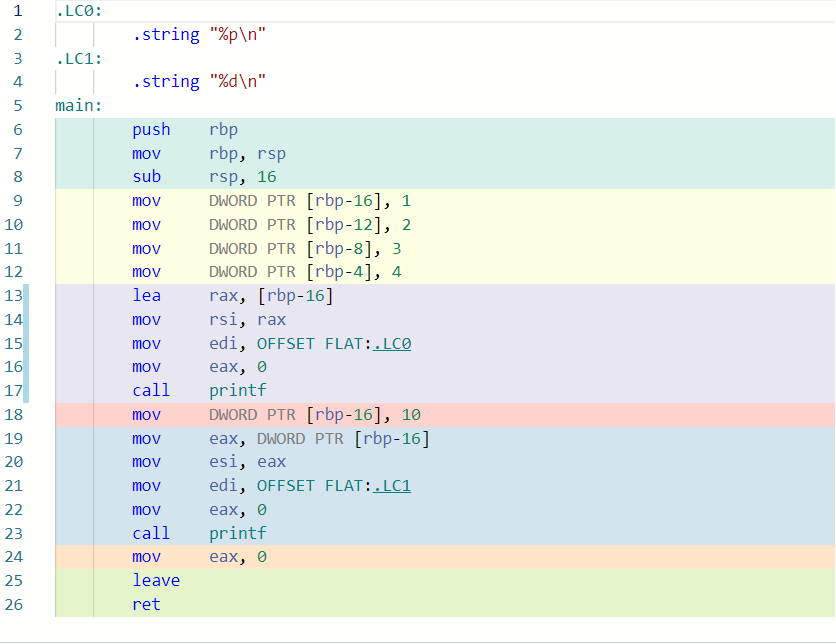 1 .LC0:
2 .string "%p\n"
3 .LC1:
4 .string "%d\n"
5 main:
6 push rbp
7 mov rbp, rsp
8 sub rsp, 16
9 mov DWORD PTR [rbp-16], 1
10 mov DWORD PTR [rbp-12], 2
11 mov DWORD PTR [rbp-8], 3
12 mov DWORD PTR [rbp-4], 4
13 lea rax, [rbp-16]
14 mov rsi, rax
15 mov edi, OFFSET FLAT:.LC0
16 mov eax, 0
17 call printf
18 mov DWORD PTR [rbp-16], 10
19 mov eax, DWORD PTR [rbp-16]
20 mov esi, eax
21 mov edi, OFFSET FLAT:.LC1
22 mov eax, 0
23 call printf
24 mov eax, 0
25 leave
26 ret